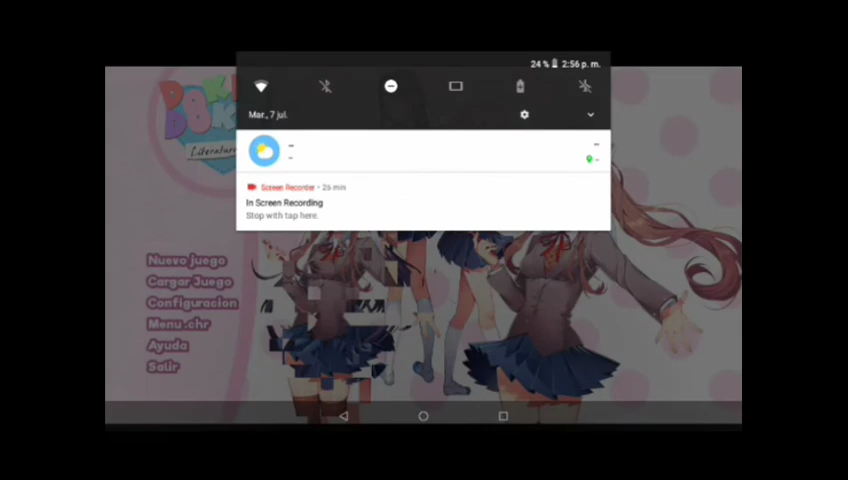 24 % 2:56 p. m.
Mar., 7 jul.
Screen Recorder • 26 min
In Screen Recording
Stop with tap here.
Literatur
Nuevo juego
Cargar Juego
Configuracion
Menu .chr
Ayuda
Salir